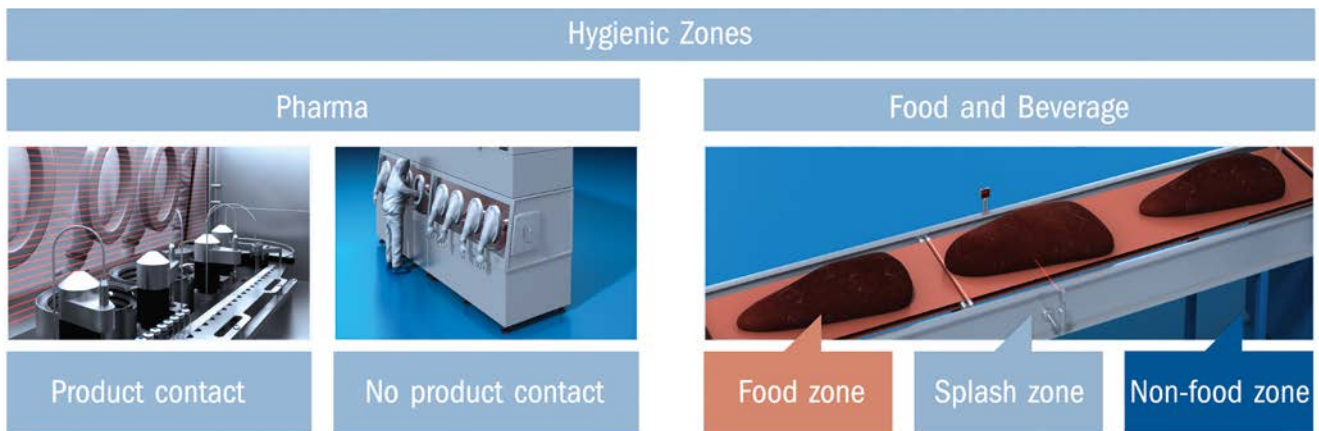 Hygienic Zones
Pharma
Food and Beverage
Product contact
No product contact
Food zone
Splash zone
Non-food zone